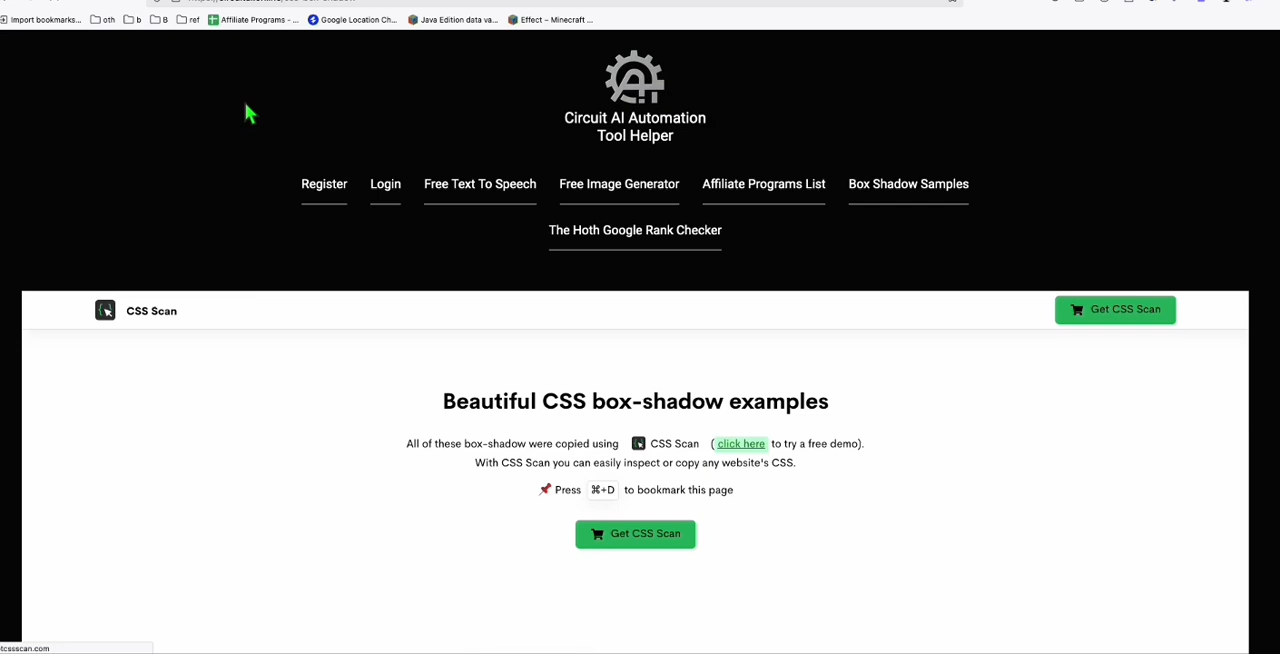 Import bookmarks... oth b B ref Affiliate Programs - ... Google Location Ch... Java Edition data va... Effect – Minecraft ...
Circuit AI Automation
Tool Helper
Register Login Free Text To Speech Free Image Generator Affiliate Programs List Box Shadow Samples
The Hoth Google Rank Checker
CSS Scan Get CSS Scan
Beautiful CSS box-shadow examples
All of these box-shadow were copied using CSS Scan (click here to try a free demo).
With CSS Scan you can easily inspect or copy any website's CSS.
Press ⌘+D to bookmark this page
Get CSS Scan
tcssscan.com